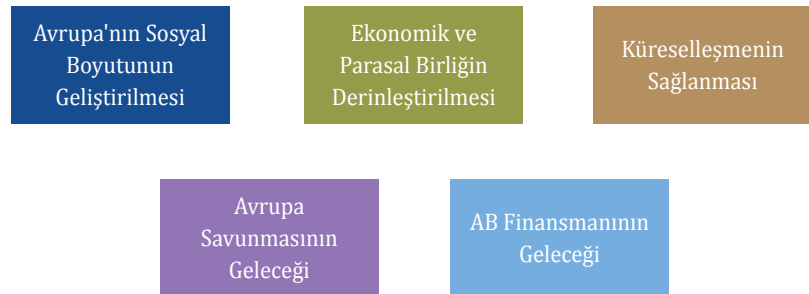 Avrupa'nın Sosyal
Boyutunun
Geliştirilmesi
Ekonomik ve
Parasal Birliğin
Derinleştirilmesi
Küreselleşmenin
Sağlanması
Avrupa
Savunmasının
Geleceği
AB Finansmanının
Geleceği